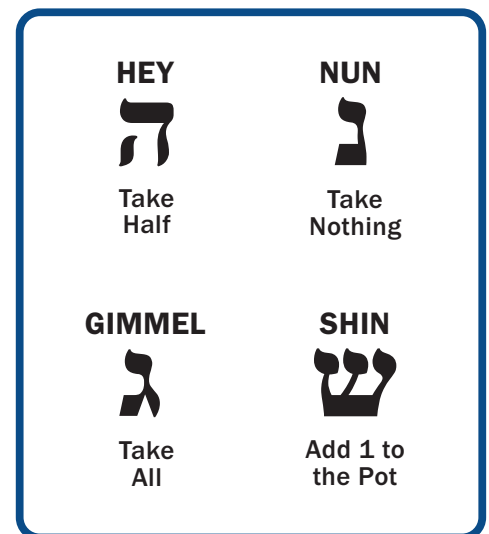 HEY
ה
Take
Half
NUN
נ
Take
Nothing
GIMMEL
ג
Take
All
SHIN
ש
Add 1 to
the Pot